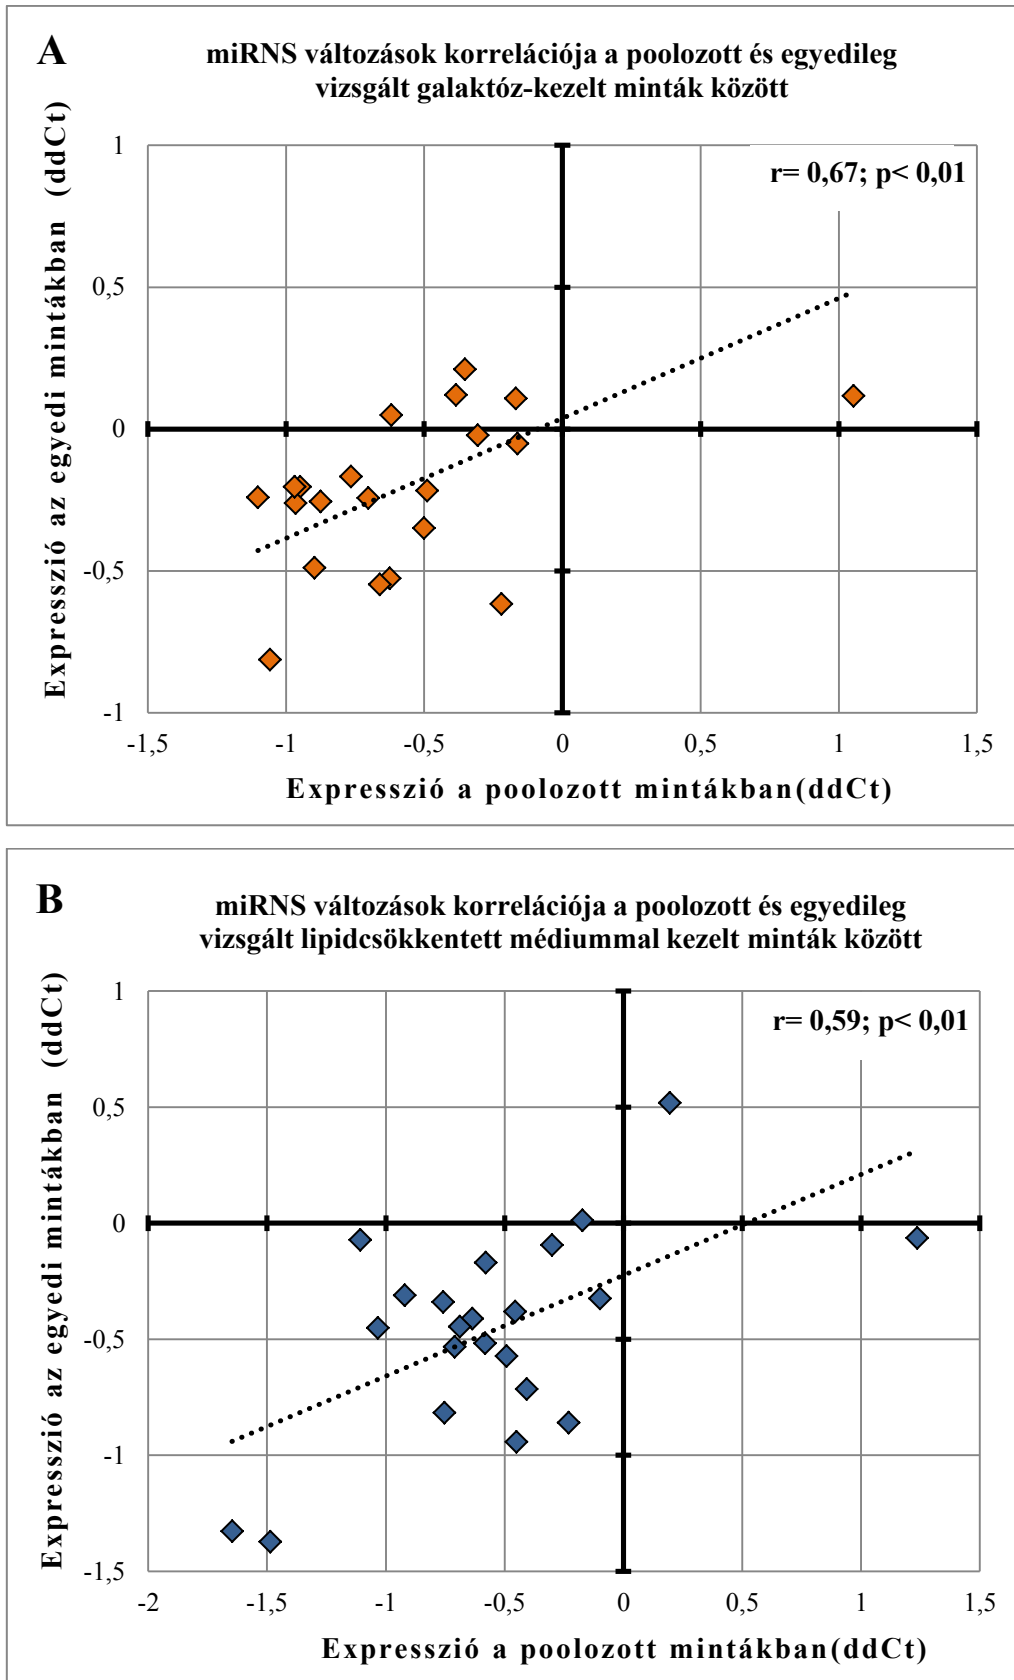 A
miRNS változások korrelációja a poolozott és egyedileg
vizsgált galaktóz-kezelt minták között
Expresszió az egyedi mintákban (ddCt)
r= 0,67; p< 0,01
1
0,5
0
-0,5
-1
-1,5 -1 -0,5 0 0,5 1 1,5
Expresszió a poolozott mintákban(ddCt)
B
miRNS változások korrelációja a poolozott és egyedileg
vizsgált lipidcsökkentett médiummal kezelt minták között
Expresszió az egyedi mintákban (ddCt)
r= 0,59; p< 0,01
1
0,5
0
-0,5
-1
-1,5
-2 -1,5 -1 -0,5 0 0,5 1 1,5
Expresszió a poolozott mintákban(ddCt)